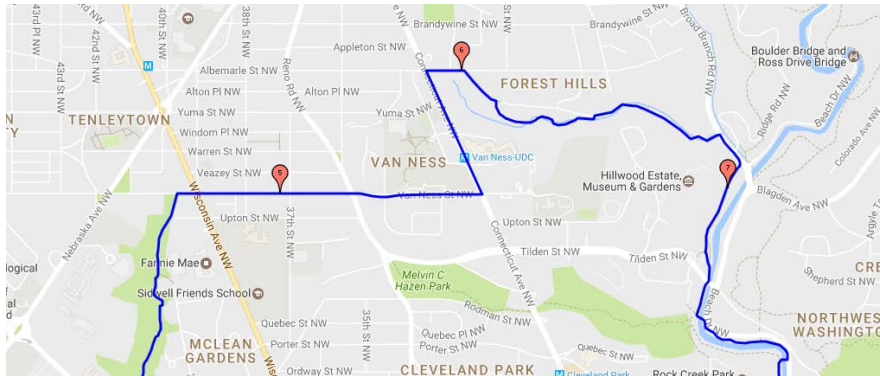 43rd Pl NW
42nd St NW
38th St NW
Appleton St NW
Brandywine St NW
Brandywine St NW
Broad Branch Rd NW
Boulder Bridge and
Ross Drive Bridge
6
M
43rd St NW
40th St NW
Albemarle St NW
Reno Rd NW
Connecticut Ave NW
Alton Pl NW
Alton Pl NW
FOREST HILLS
Ridge Rd NW
Beach Dr NW
Yuma St NW
Yuma St NW
TENLEYTOWN
Windom Pl NW
Warren St NW
VAN NESS
M Van Ness-UDC
Colorado Ave NW
Veazey St NW
5
Hillwood Estate,
Museum & Gardens
7
Nebraska Ave NW
Wisconsin Ave NW
Van Ness St NW
Blagden Ave NW
Upton St NW
37th St NW
Upton St NW
Connecticut Ave NW
Tilden St NW
Tilden St NW
Fannie Mae
Melvin C
Hazen Park
Shepherd St NW
Sidwell Friends School
35th St NW
Rodman St NW
Quebec St NW
Porter St NW
Quebec Pl NW
Porter St NW
Quebec St NW
NORTHWES
WASHINGTO
MCLEAN
GARDENS
Ordway St NW
CLEVELAND PARK
M Cleveland Park
Rock Creek Park